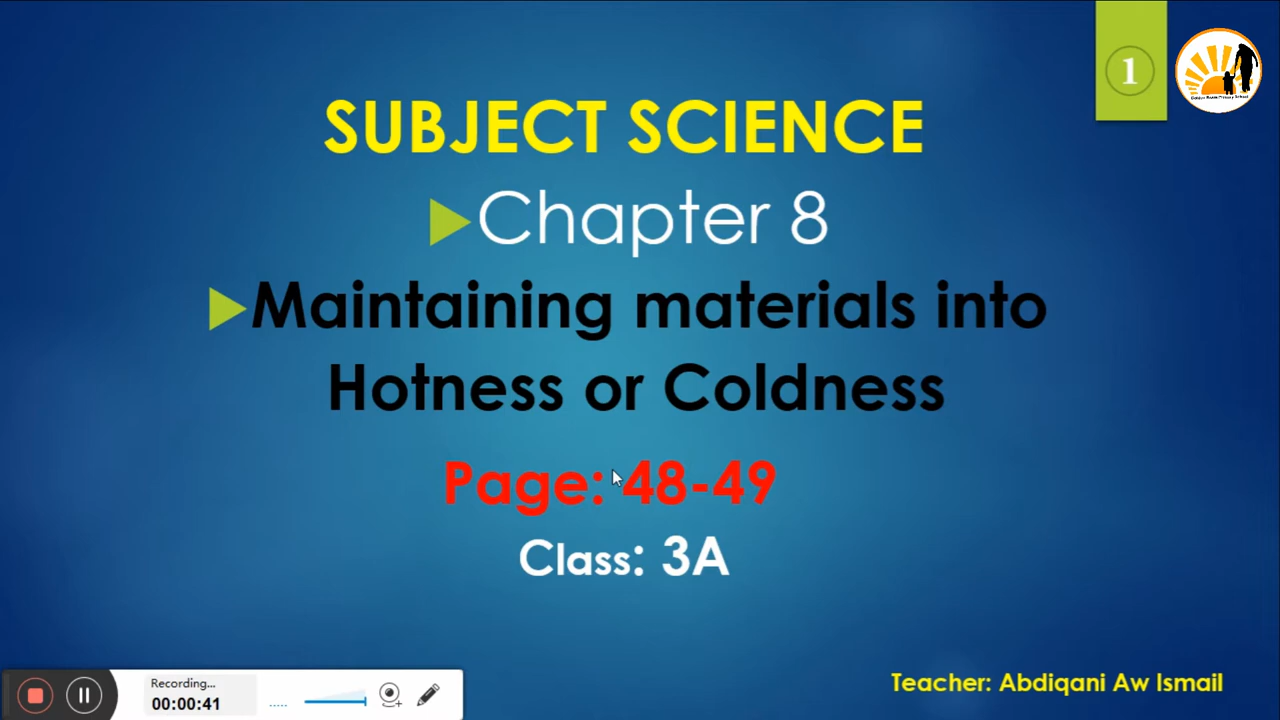 1
SUBJECT SCIENCE
Chapter 8
Maintaining materials into
Hotness or Coldness
Page: 48-49
Class: 3A
Teacher: Abdiqani Aw Ismail
Recording...
00:00:41